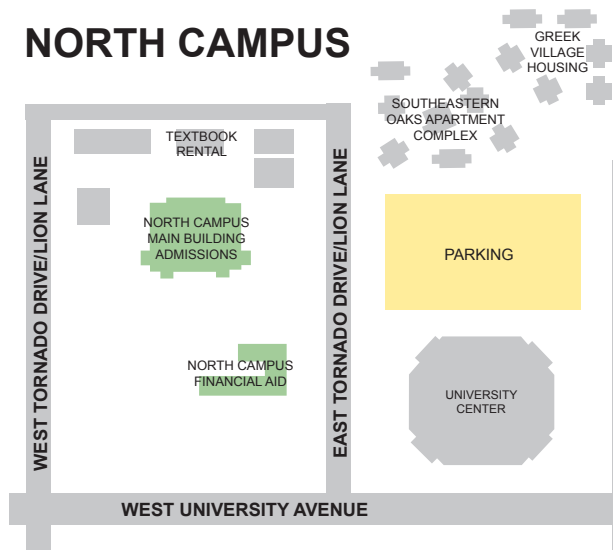 NORTH CAMPUS
GREEK
VILLAGE
HOUSING
SOUTHEASTERN
OAKS APARTMENT
COMPLEX
TEXTBOOK
RENTAL
WEST TORNADO DRIVE/LION LANE
NORTH CAMPUS
MAIN BUILDING
ADMISSIONS
EAST TORNADO DRIVE/LION LANE
PARKING
NORTH CAMPUS
FINANCIAL AID
UNIVERSITY
CENTER
WEST UNIVERSITY AVENUE